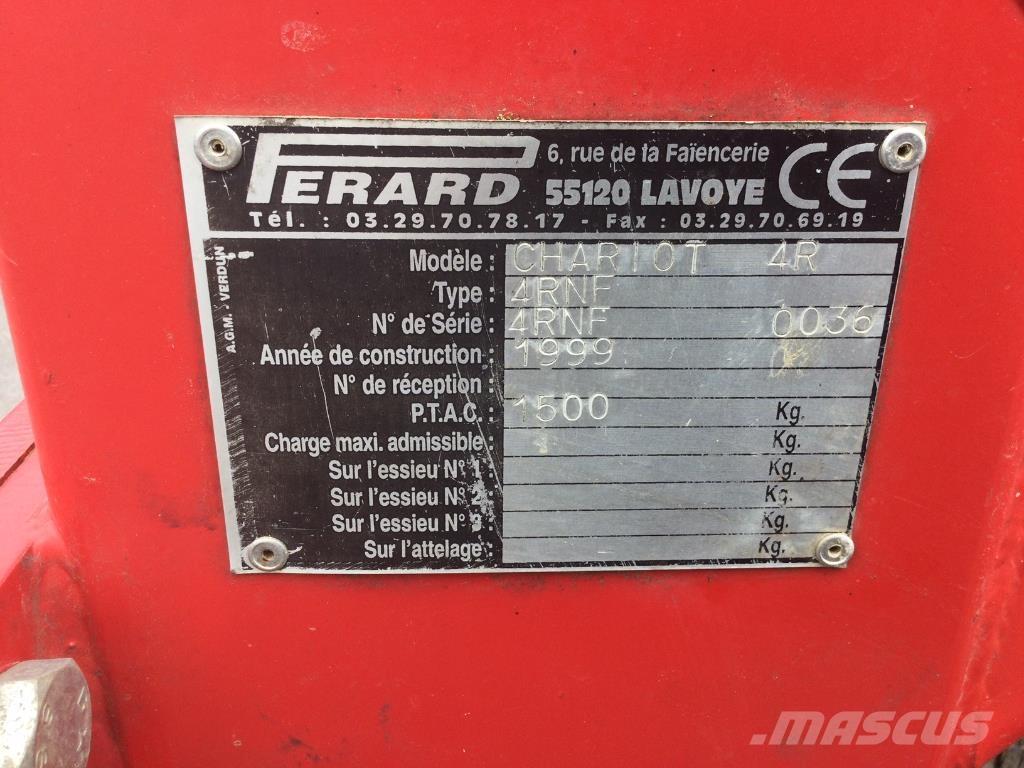 PERARD
6, rue de la Faïencerie
55120 LAVOYE
CE
Tél. : 03.29.70.78.17 - Fax : 03.29.70.69.19
A.G.M. - VERDUN
Modèle : CHARIOT 4R
Type : 4RNF
N° de Série : 4RNF 0036
Année de construction : 1999
N° de réception :
P.T.A.C. : 1500 Kg.
Charge maxi. admissible : Kg.
Sur l'essieu N° 1 : Kg.
Sur l'essieu N° 2 : Kg.
Sur l'essieu N° 3 : Kg.
Sur l'attelage : Kg.
MASCUS